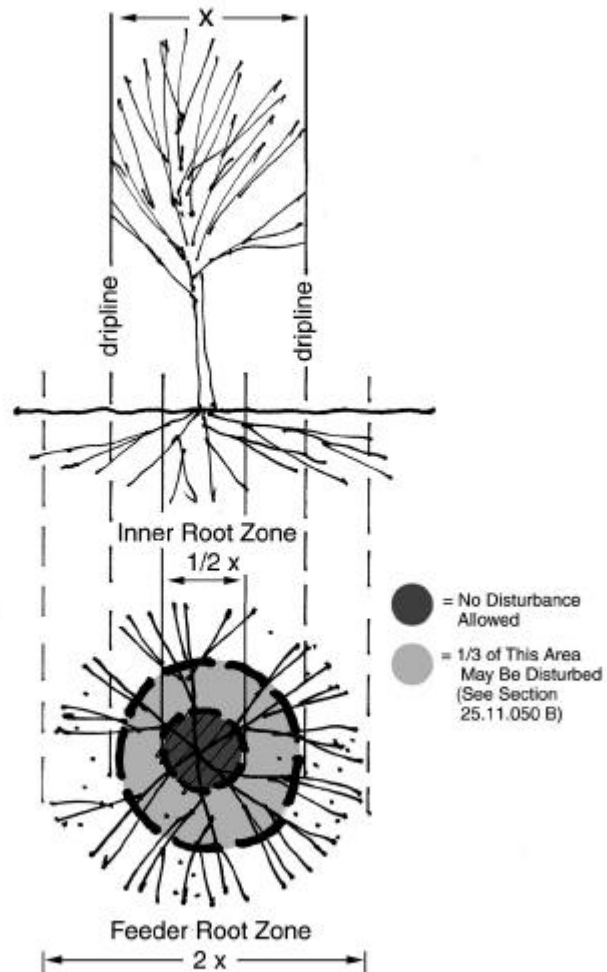 X
dripline
dripline
Inner Root Zone
1/2 x
= No Disturbance
Allowed
= 1/3 of This Area
May Be Disturbed
(See Section
25.11.050 B)
Feeder Root Zone
2 x